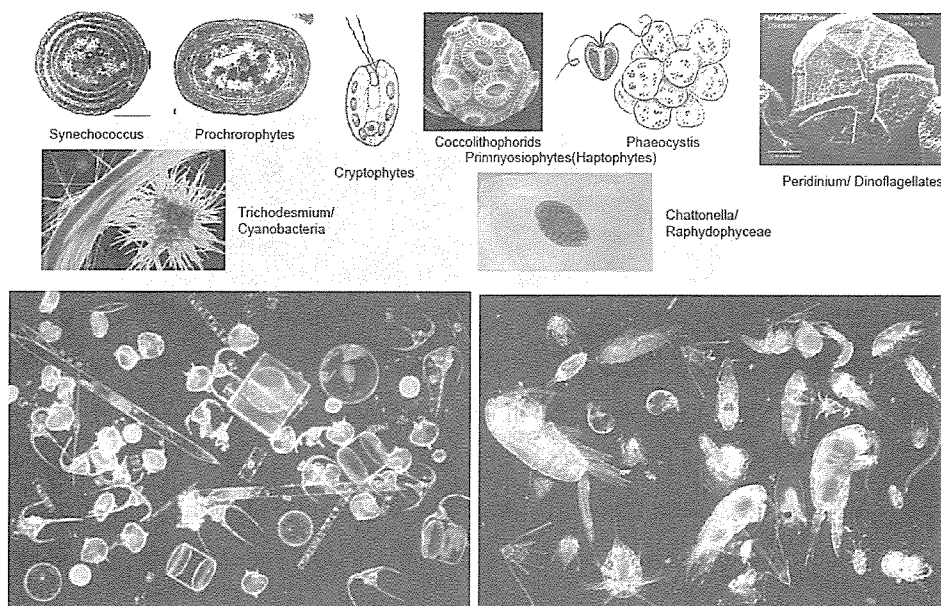 Synechococcus
Prochrorophytes
Cryptophytes
Coccolithophorids
Primnyosiophytes(Haptophytes)
Phaeocystis
Peridinium/ Dinoflagellates
Trichodesmium/
Cyanobacteria
Chattonella/
Raphydophyceae